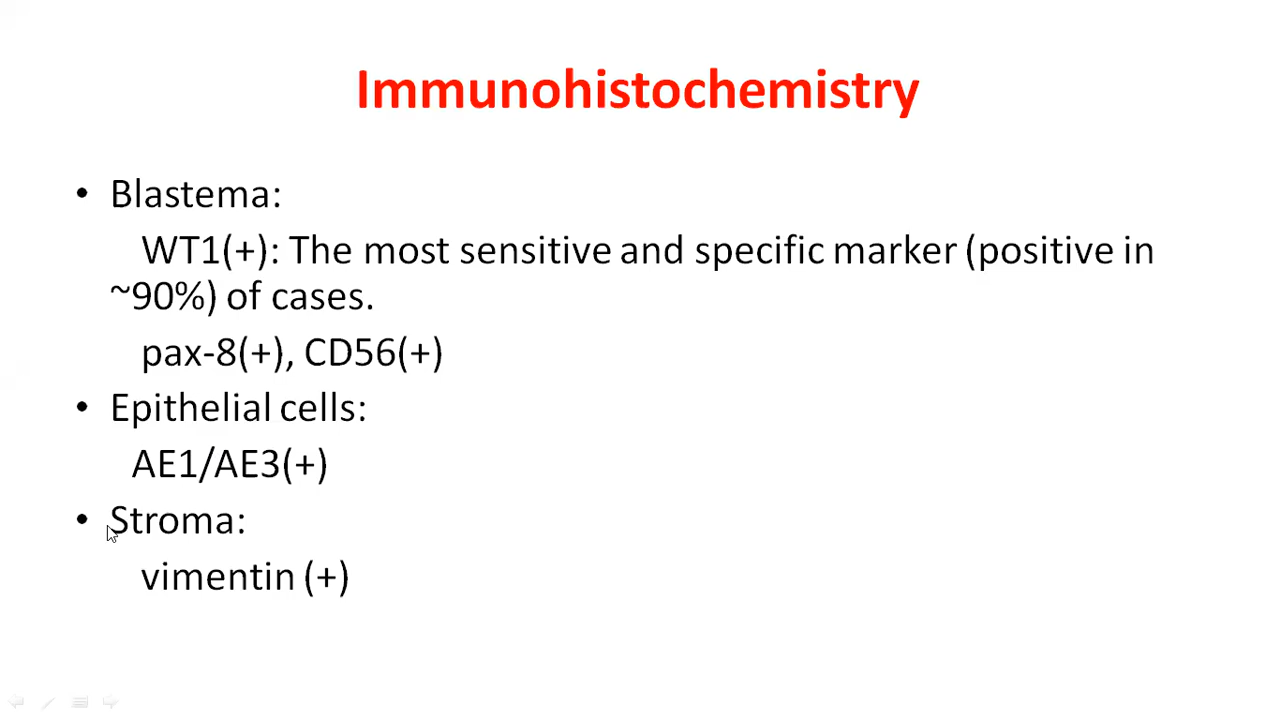 Immunohistochemistry
• Blastema:
WT1(+): The most sensitive and specific marker (positive in
~90%) of cases.
pax-8(+), CD56(+)
• Epithelial cells:
AE1/AE3(+)
• Stroma:
vimentin (+)